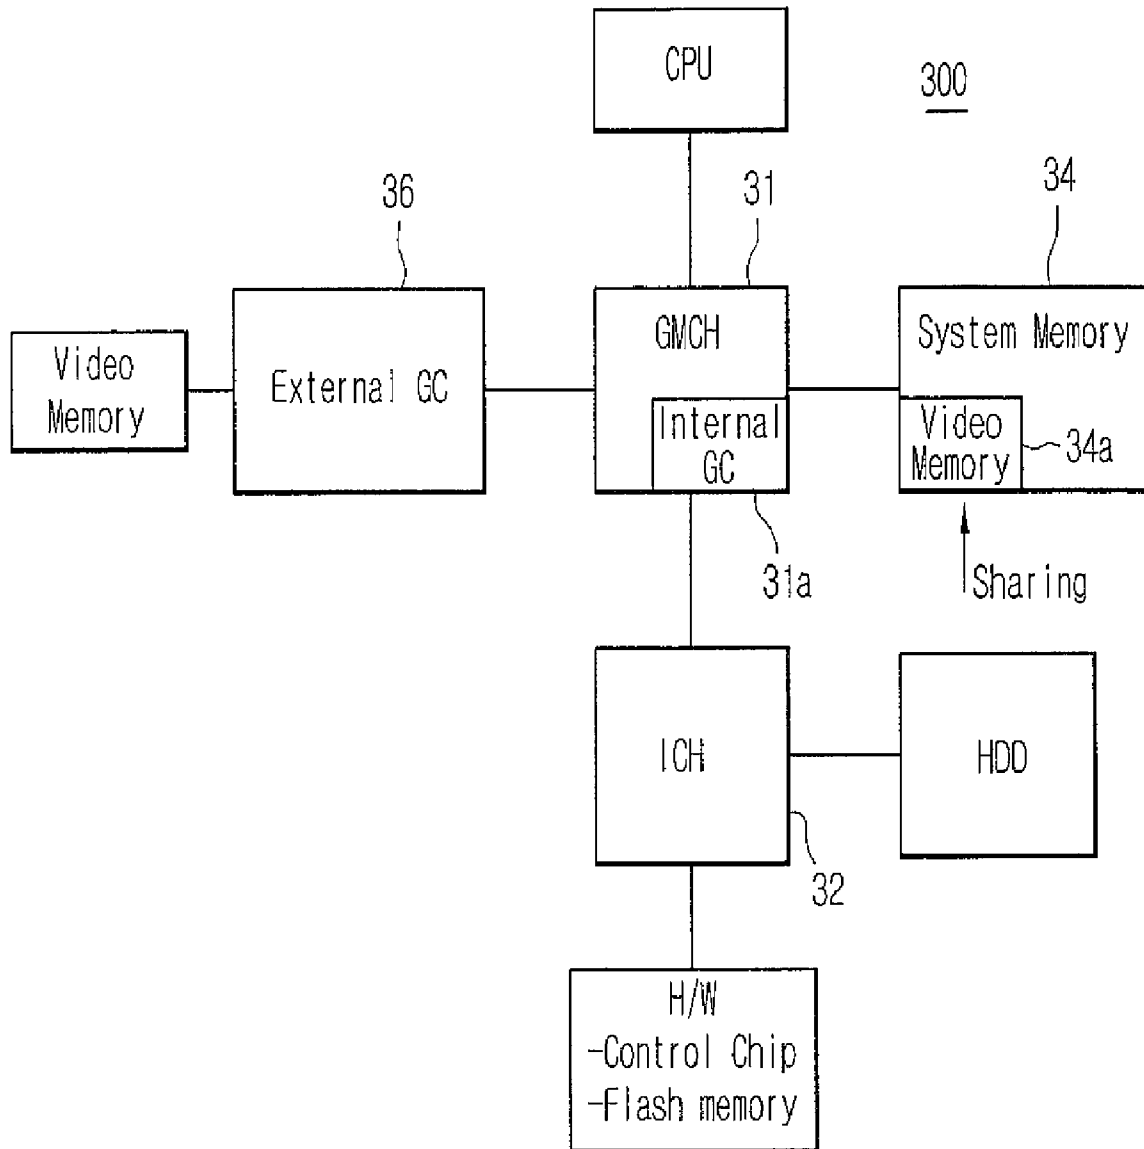 CPU
300
36
31
34
Video
Memory
External GC
GMCH
Internal
GC
System Memory
Video
Memory
34a
31a
Sharing
ICH
HDD
32
H/W
-Control Chip
-Flash memory